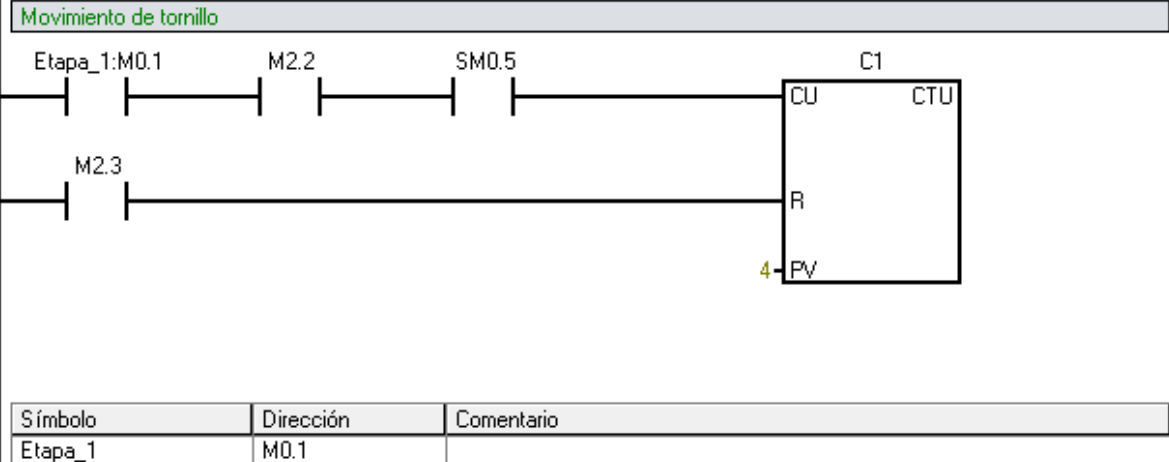 Movimiento de tornillo
Etapa_1:M0.1 M2.2 SM0.5 C1
CU CTU
M2.3
R
4 PV
Símbolo Dirección Comentario
Etapa_1 M0.1